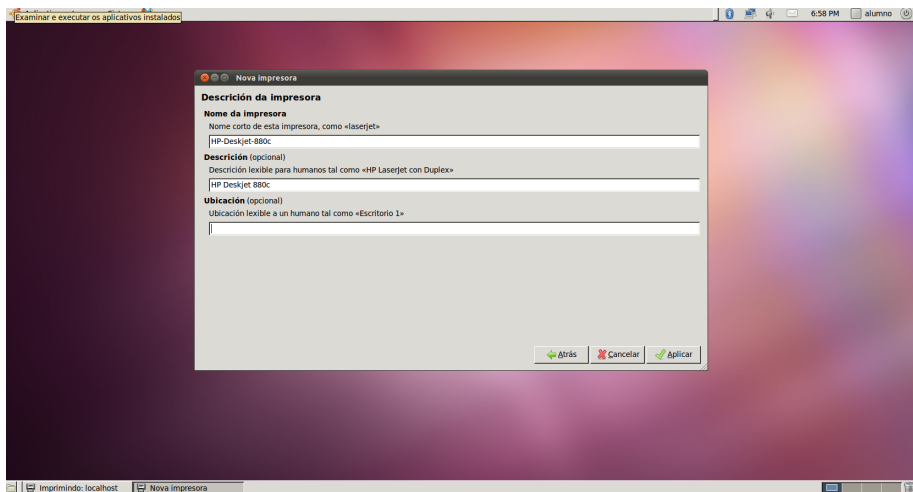 Examinar e executar os aplicativos instalados
6:58 PM alumno
Nova impresora
Descrición da impresora
Nome da impresora
Nome corto de esta impresora, como «laserjet»
HP-Deskjet-880c
Descrición (opcional)
Descrición lexible para humanos tal como «HP LaserJet con Duplex»
HP Deskjet 880c
Ubicación (opcional)
Ubicación lexible a un humano tal como «Escritorio 1»
Atrás Cancelar Aplicar
Imprimindo: localhost Nova impresora